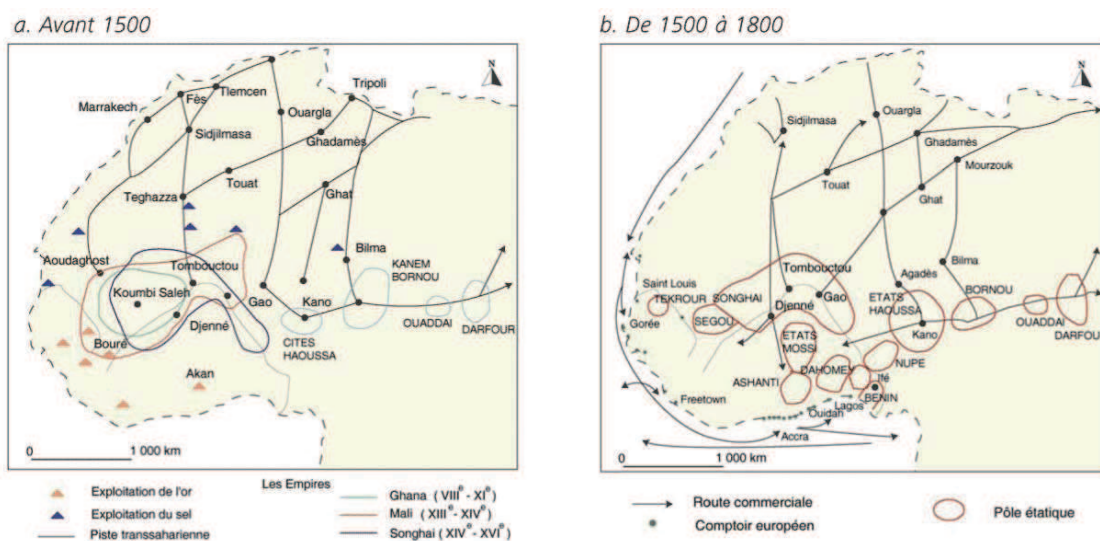 a. Avant 1500
N
Tripoli
Tlemcen
Fès
Marrakech
Ouargla
Sidjilmasa
Ghadamès
Touat
Teghazza
Ghat
Aoudaghost
Tombouctou
Bilma
KANEM
BORNOU
Koumbi Saleh
Gao
Kano
Djenné
OUADDAI
DARFOUR
Bouré
CITES
HAOUSSA
Akan
0 1 000 km
Exploitation de l'or
Exploitation du sel
Piste transsaharienne
Les Empires
Ghana (VIIIe - XIe)
Mali (XIIIe - XIVe)
Songhai (XIVe - XVIe)
b. De 1500 à 1800
N
Sidjilmasa
Ouargla
Ghadamès
Mourzouk
Touat
Ghat
Tombouctou
Bilma
Agadès
Saint Louis
TEKROUR
SONGHAI
Gao
ETATS
HAOUSSA
BORNOU
Gorée
SEGOU
Djenné
Kano
OUADDAI
DARFOU
ETATS
MOSSI
NUPE
ASHANTI
DAHOMEY
Ifé
BENIN
Freetown
Lagos
Ouidah
Accra
0 1 000 km
Route commerciale
Comptoir européen
Pôle étatique